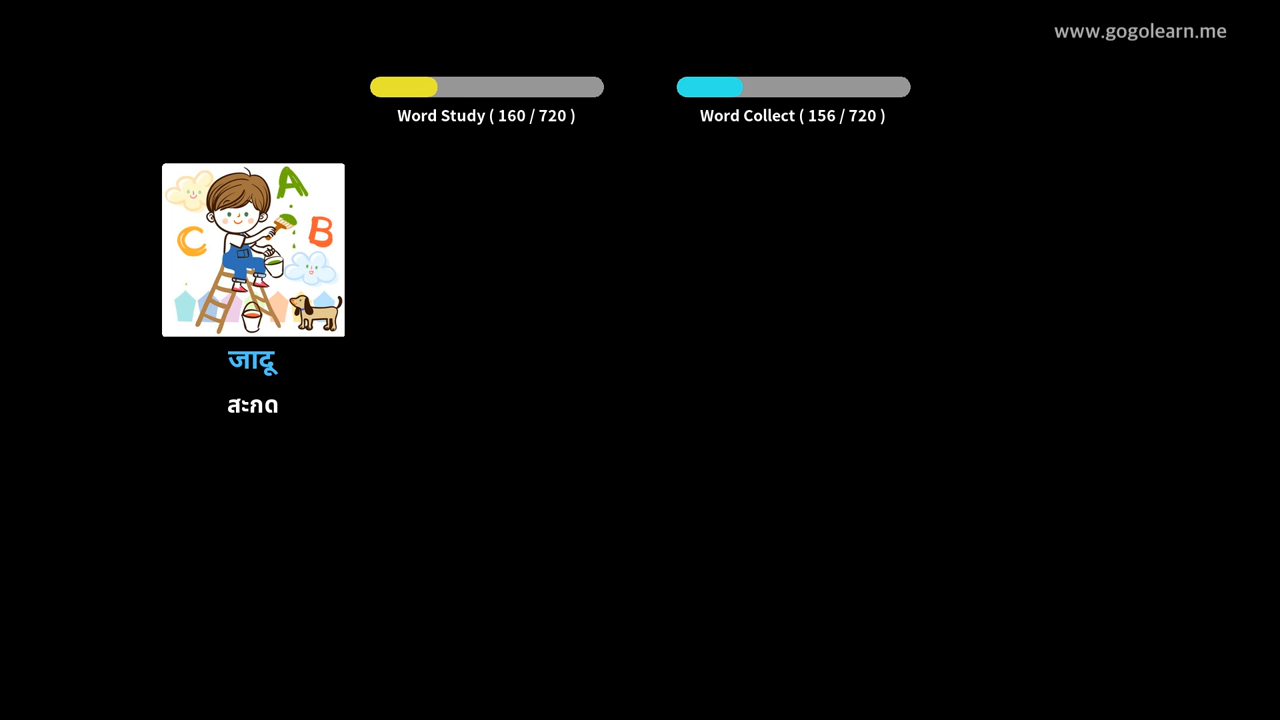 www.gogolearn.me
Word Study ( 160 / 720 )
Word Collect ( 156 / 720 )
A
B
C
जादू
สะกด